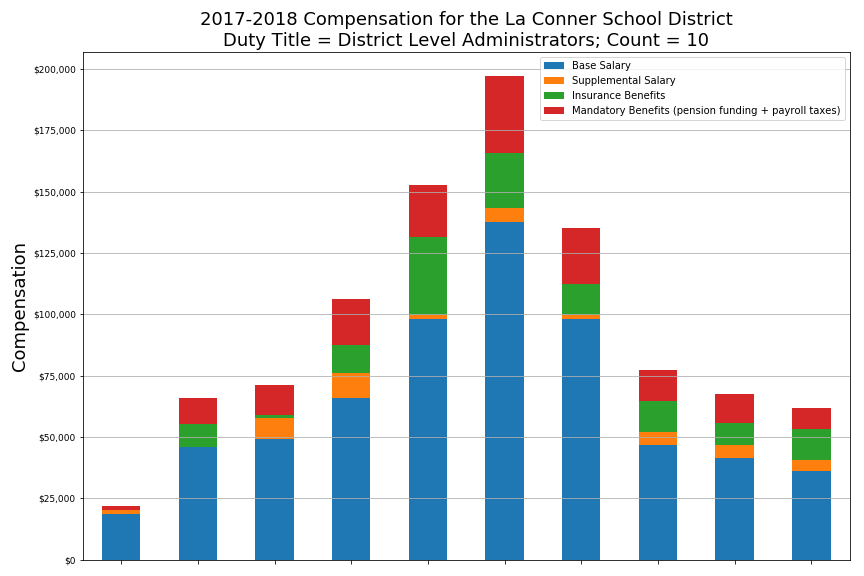 2017-2018 Compensation for the La Conner School District
Duty Title = District Level Administrators; Count = 10
Base Salary
Supplemental Salary
Insurance Benefits
Mandatory Benefits (pension funding + payroll taxes)
Compensation
$200,000
$175,000
$150,000
$125,000
$100,000
$75,000
$50,000
$25,000
$0